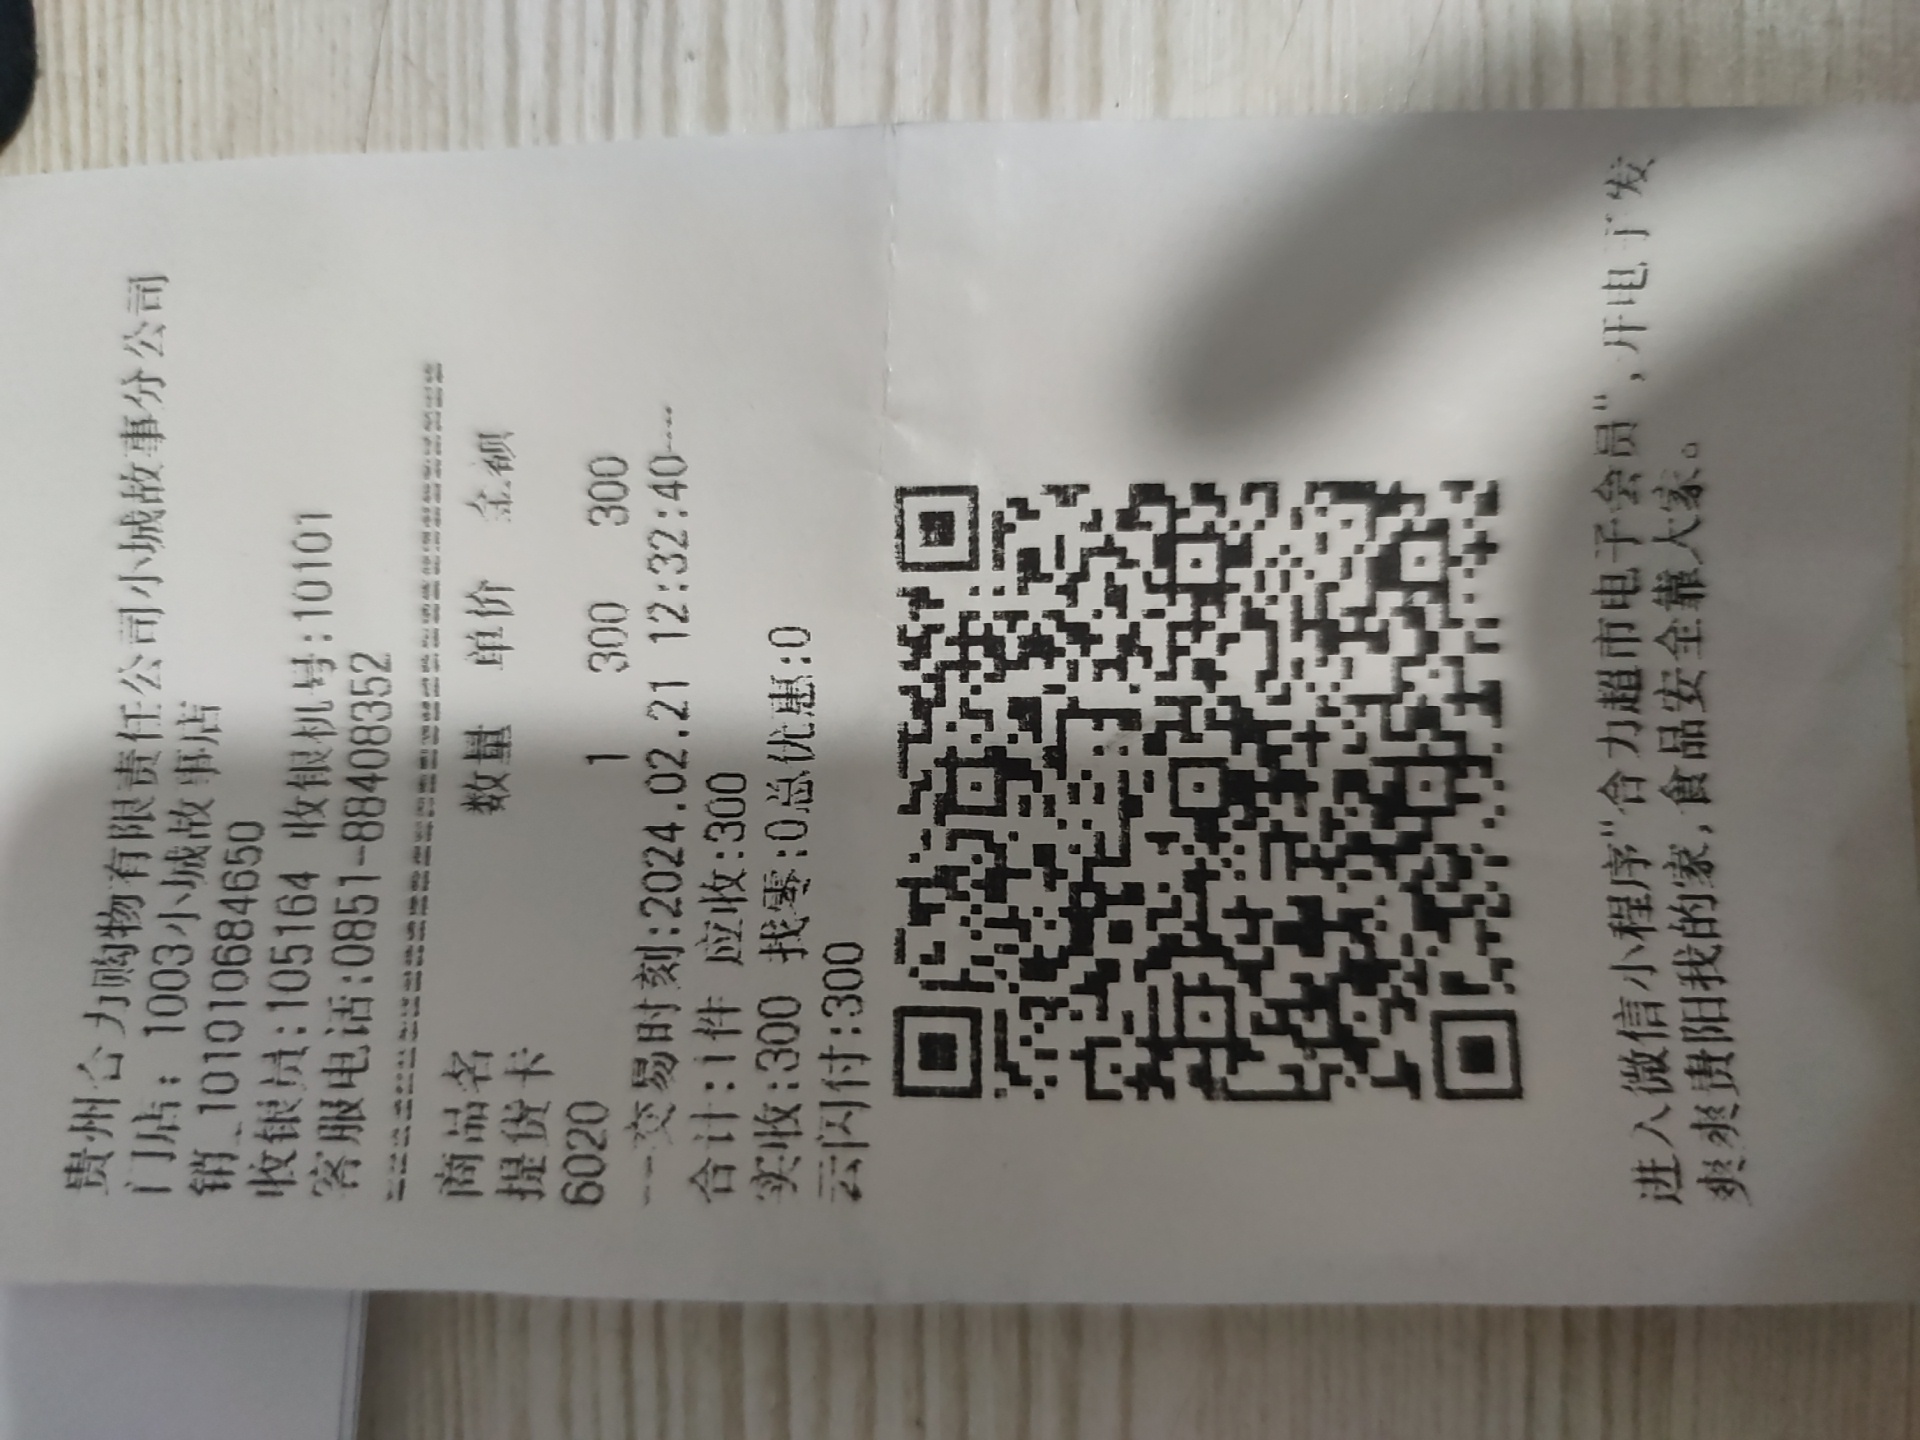 贵州合力购物有限责任公司小城故事分公司
门店: 1003小城故事店
销_1010101068 4650
收银员:105164 收银机号:10101
客服电话:0851-88408352
商品名 数量 单价 金额
提货卡
6020 1 300 300
---交易时刻:2024.02.21 12:32:40---
合计:1件 应收:300
实收:300 找零:0总优惠:0
云闪付:300
进入微信小程序"合力超市电子会员",开电子发
爽爽贵阳我的家,食品安全靠大家。